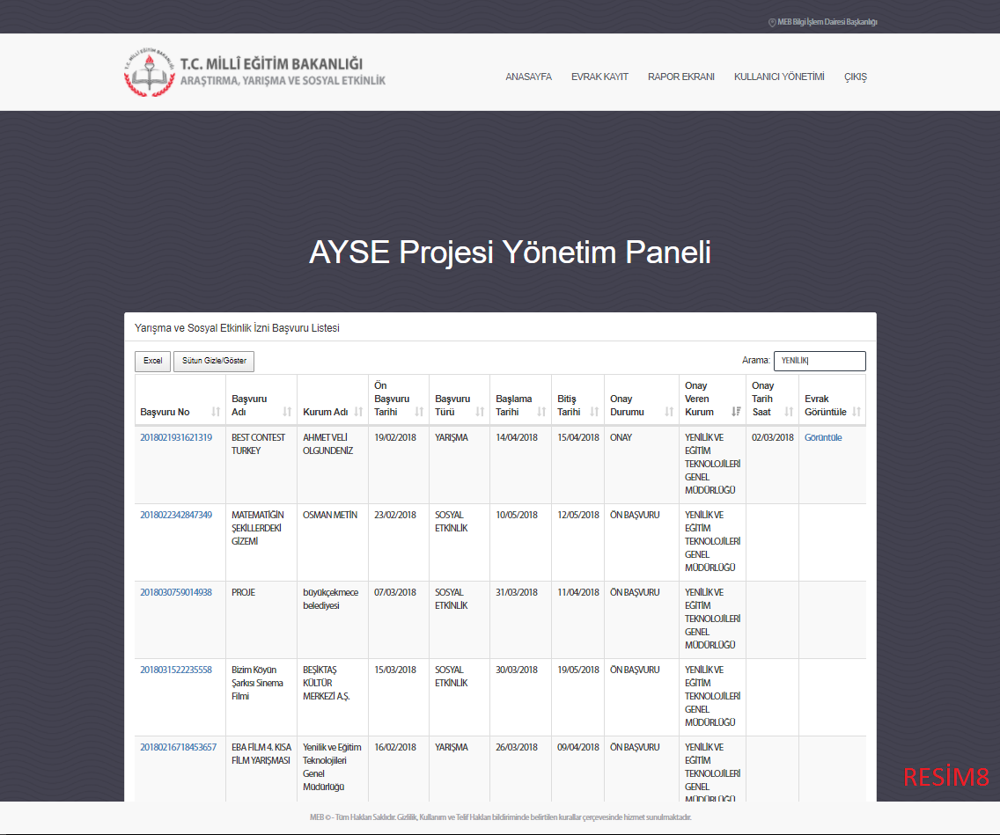 MEB Bilgi İşlem Dairesi Başkanlığı
T.C. MİLLÎ EĞİTİM BAKANLIĞI
ARAŞTIRMA, YARIŞMA VE SOSYAL ETKİNLİK
ANASAYFA EVRAK KAYIT RAPOR EKRANI KULLANICI YÖNETİMİ ÇIKIŞ
AYSE Projesi Yönetim Paneli
Yarışma ve Sosyal Etkinlik İzni Başvuru Listesi
Excel Sütun Gizle/Göster Arama: YENİLİK
Başvuru No
Başvuru
Adı
Kurum Adı
Ön
Başvuru
Tarihi
Başvuru
Türü
Başlama
Tarihi
Bitiş
Tarihi
Onay
Durumu
Onay
Veren
Kurum
Onay
Tarih
Saat
Evrak
Görüntüle
2018021931621319
BEST CONTEST
TURKEY
AHMET VELİ
OLGUNDENİZ
19/02/2018
YARIŞMA
14/04/2018
15/04/2018
ONAY
YENİLİK VE
EĞİTİM
TEKNOLOJİLERİ
GENEL
MÜDÜRLÜĞÜ
02/03/2018
Görüntüle
2018022342847349
MATEMATİĞİN
ŞEKİLLERDEKİ
GİZEMİ
OSMAN METİN
23/02/2018
SOSYAL
ETKİNLİK
10/05/2018
12/05/2018
ÖN BAŞVURU
YENİLİK VE
EĞİTİM
TEKNOLOJİLERİ
GENEL
MÜDÜRLÜĞÜ
2018030759014938
PROJE
büyükçekmece
belediyesi
07/03/2018
SOSYAL
ETKİNLİK
31/03/2018
11/04/2018
ÖN BAŞVURU
YENİLİK VE
EĞİTİM
TEKNOLOJİLERİ
GENEL
MÜDÜRLÜĞÜ
2018031522235558
Bizim Köyün
Şarkısı Sinema
Filmi
BEŞİKTAŞ
KÜLTÜR
MERKEZİ A.Ş.
15/03/2018
SOSYAL
ETKİNLİK
30/03/2018
19/05/2018
ÖN BAŞVURU
YENİLİK VE
EĞİTİM
TEKNOLOJİLERİ
GENEL
MÜDÜRLÜĞÜ
20180216718453657
EBA FİLM 4. KISA
FİLM YARIŞMASI
Yenilik ve Eğitim
Teknolojileri
Genel
Müdürlüğü
16/02/2018
YARIŞMA
26/03/2018
09/04/2018
ÖN BAŞVURU
YENİLİK VE
EĞİTİM
TEKNOLOJİLERİ
GENEL
MÜDÜRLÜĞÜ
RESİM8
MEB © - Tüm Hakları Saklıdır. Gizlilik, Kullanım ve Telif Hakları bildiriminde belirtilen kurallar çerçevesinde hizmet sunulmaktadır.